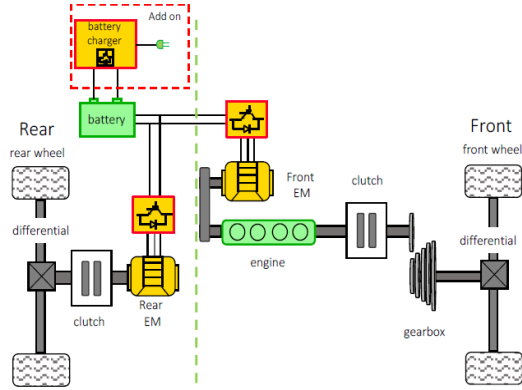 Add on
battery
charger
battery
Rear
rear wheel
Front
front wheel
Front
EM
clutch
differential
differential
engine
clutch
Rear
EM
gearbox